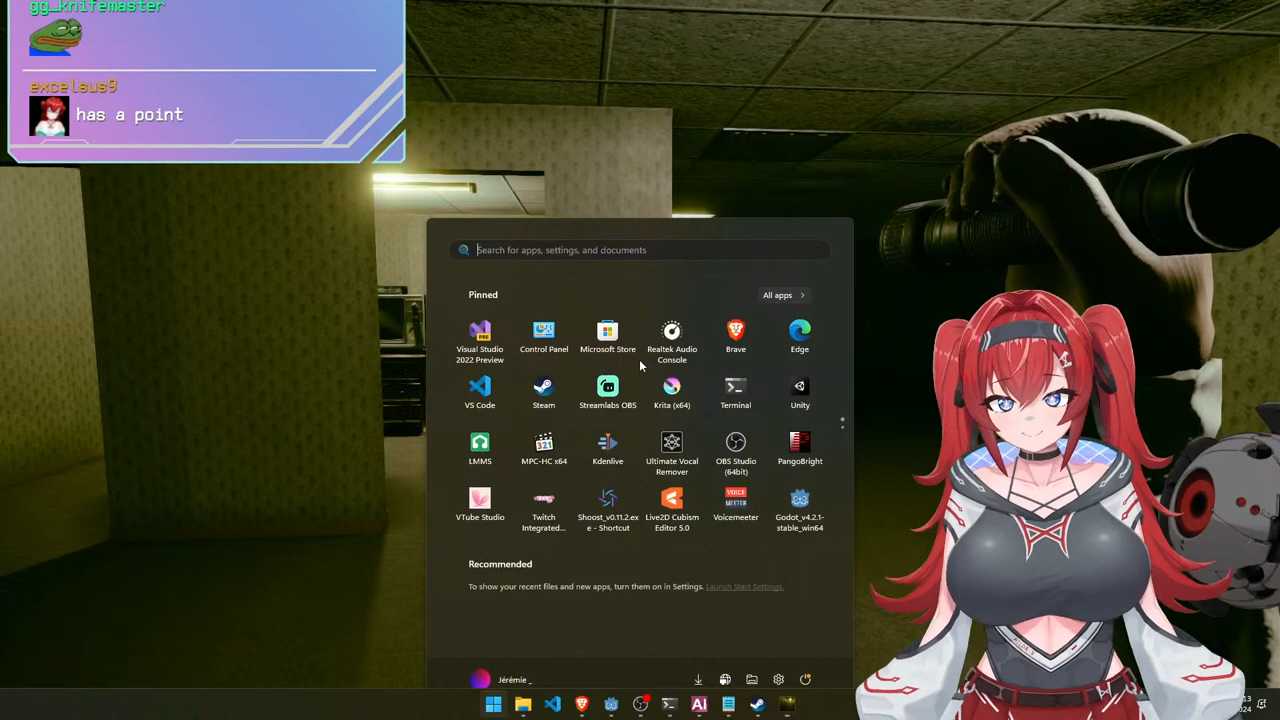 gg_knifemaster
excelsus9
has a point
Search for apps, settings, and documents
Pinned
All apps
Visual Studio
2022 Preview
Control Panel
Microsoft Store
Realtek Audio
Console
Brave
Edge
VS Code
Steam
Streamlabs OBS
Krita (x64)
Terminal
Unity
LMMS
MPC-HC x64
Kdenlive
Ultimate Vocal
Remover
OBS Studio
(64bit)
PangoBright
VTube Studio
Twitch
Integrated...
Shoost_v0.11.2.ex
e - Shortcut
Live2D Cubism
Editor 5.0
Voicemeeter
Godot_v4.2.1-
stable_win64
Recommended
To show your recent files and new apps, turn them on in Settings. Launch Start Settings.
Jérémie _